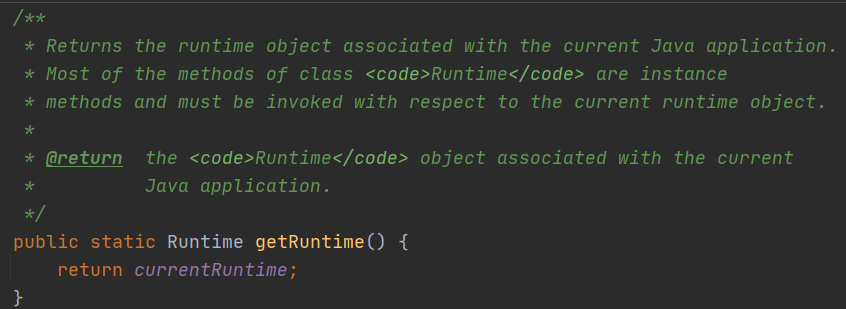 /**
 * Returns the runtime object associated with the current Java application.
 * Most of the methods of class <code>Runtime</code> are instance
 * methods and must be invoked with respect to the current runtime object.
 *
 * @return  the <code>Runtime</code> object associated with the current
 *          Java application.
 */
public static Runtime getRuntime() {
    return currentRuntime;
}